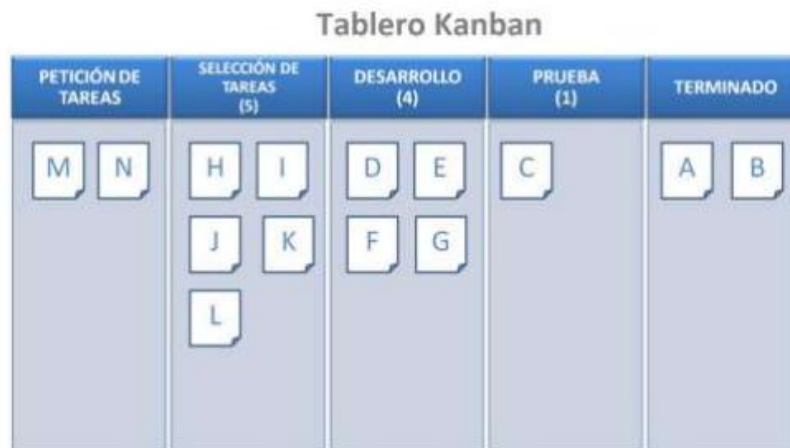 Tablero Kanban
PETICIÓN DE
TAREAS
SELECCIÓN DE
TAREAS
(5)
DESARROLLO
(4)
PRUEBA
(1)
TERMINADO
M N
H I
J K
L
D E
F G
C
A B